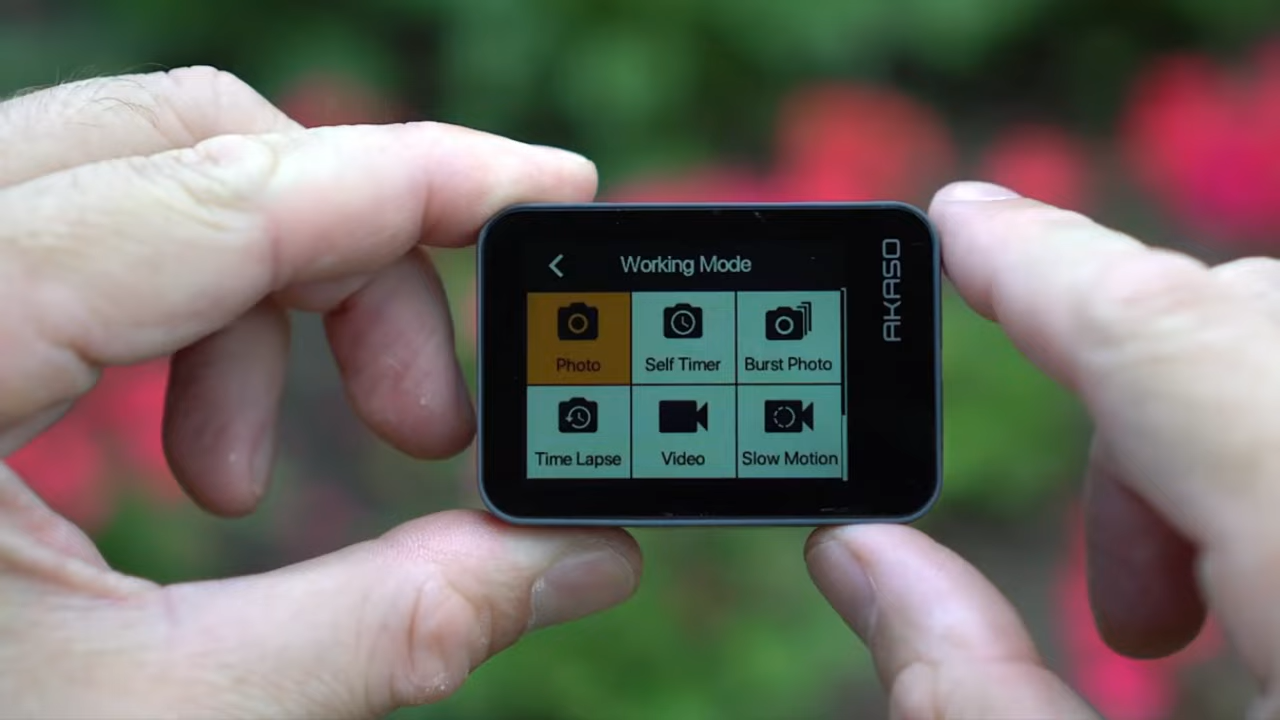 Working Mode
AKASO
Photo
Self Timer
Burst Photo
Time Lapse
Video
Slow Motion